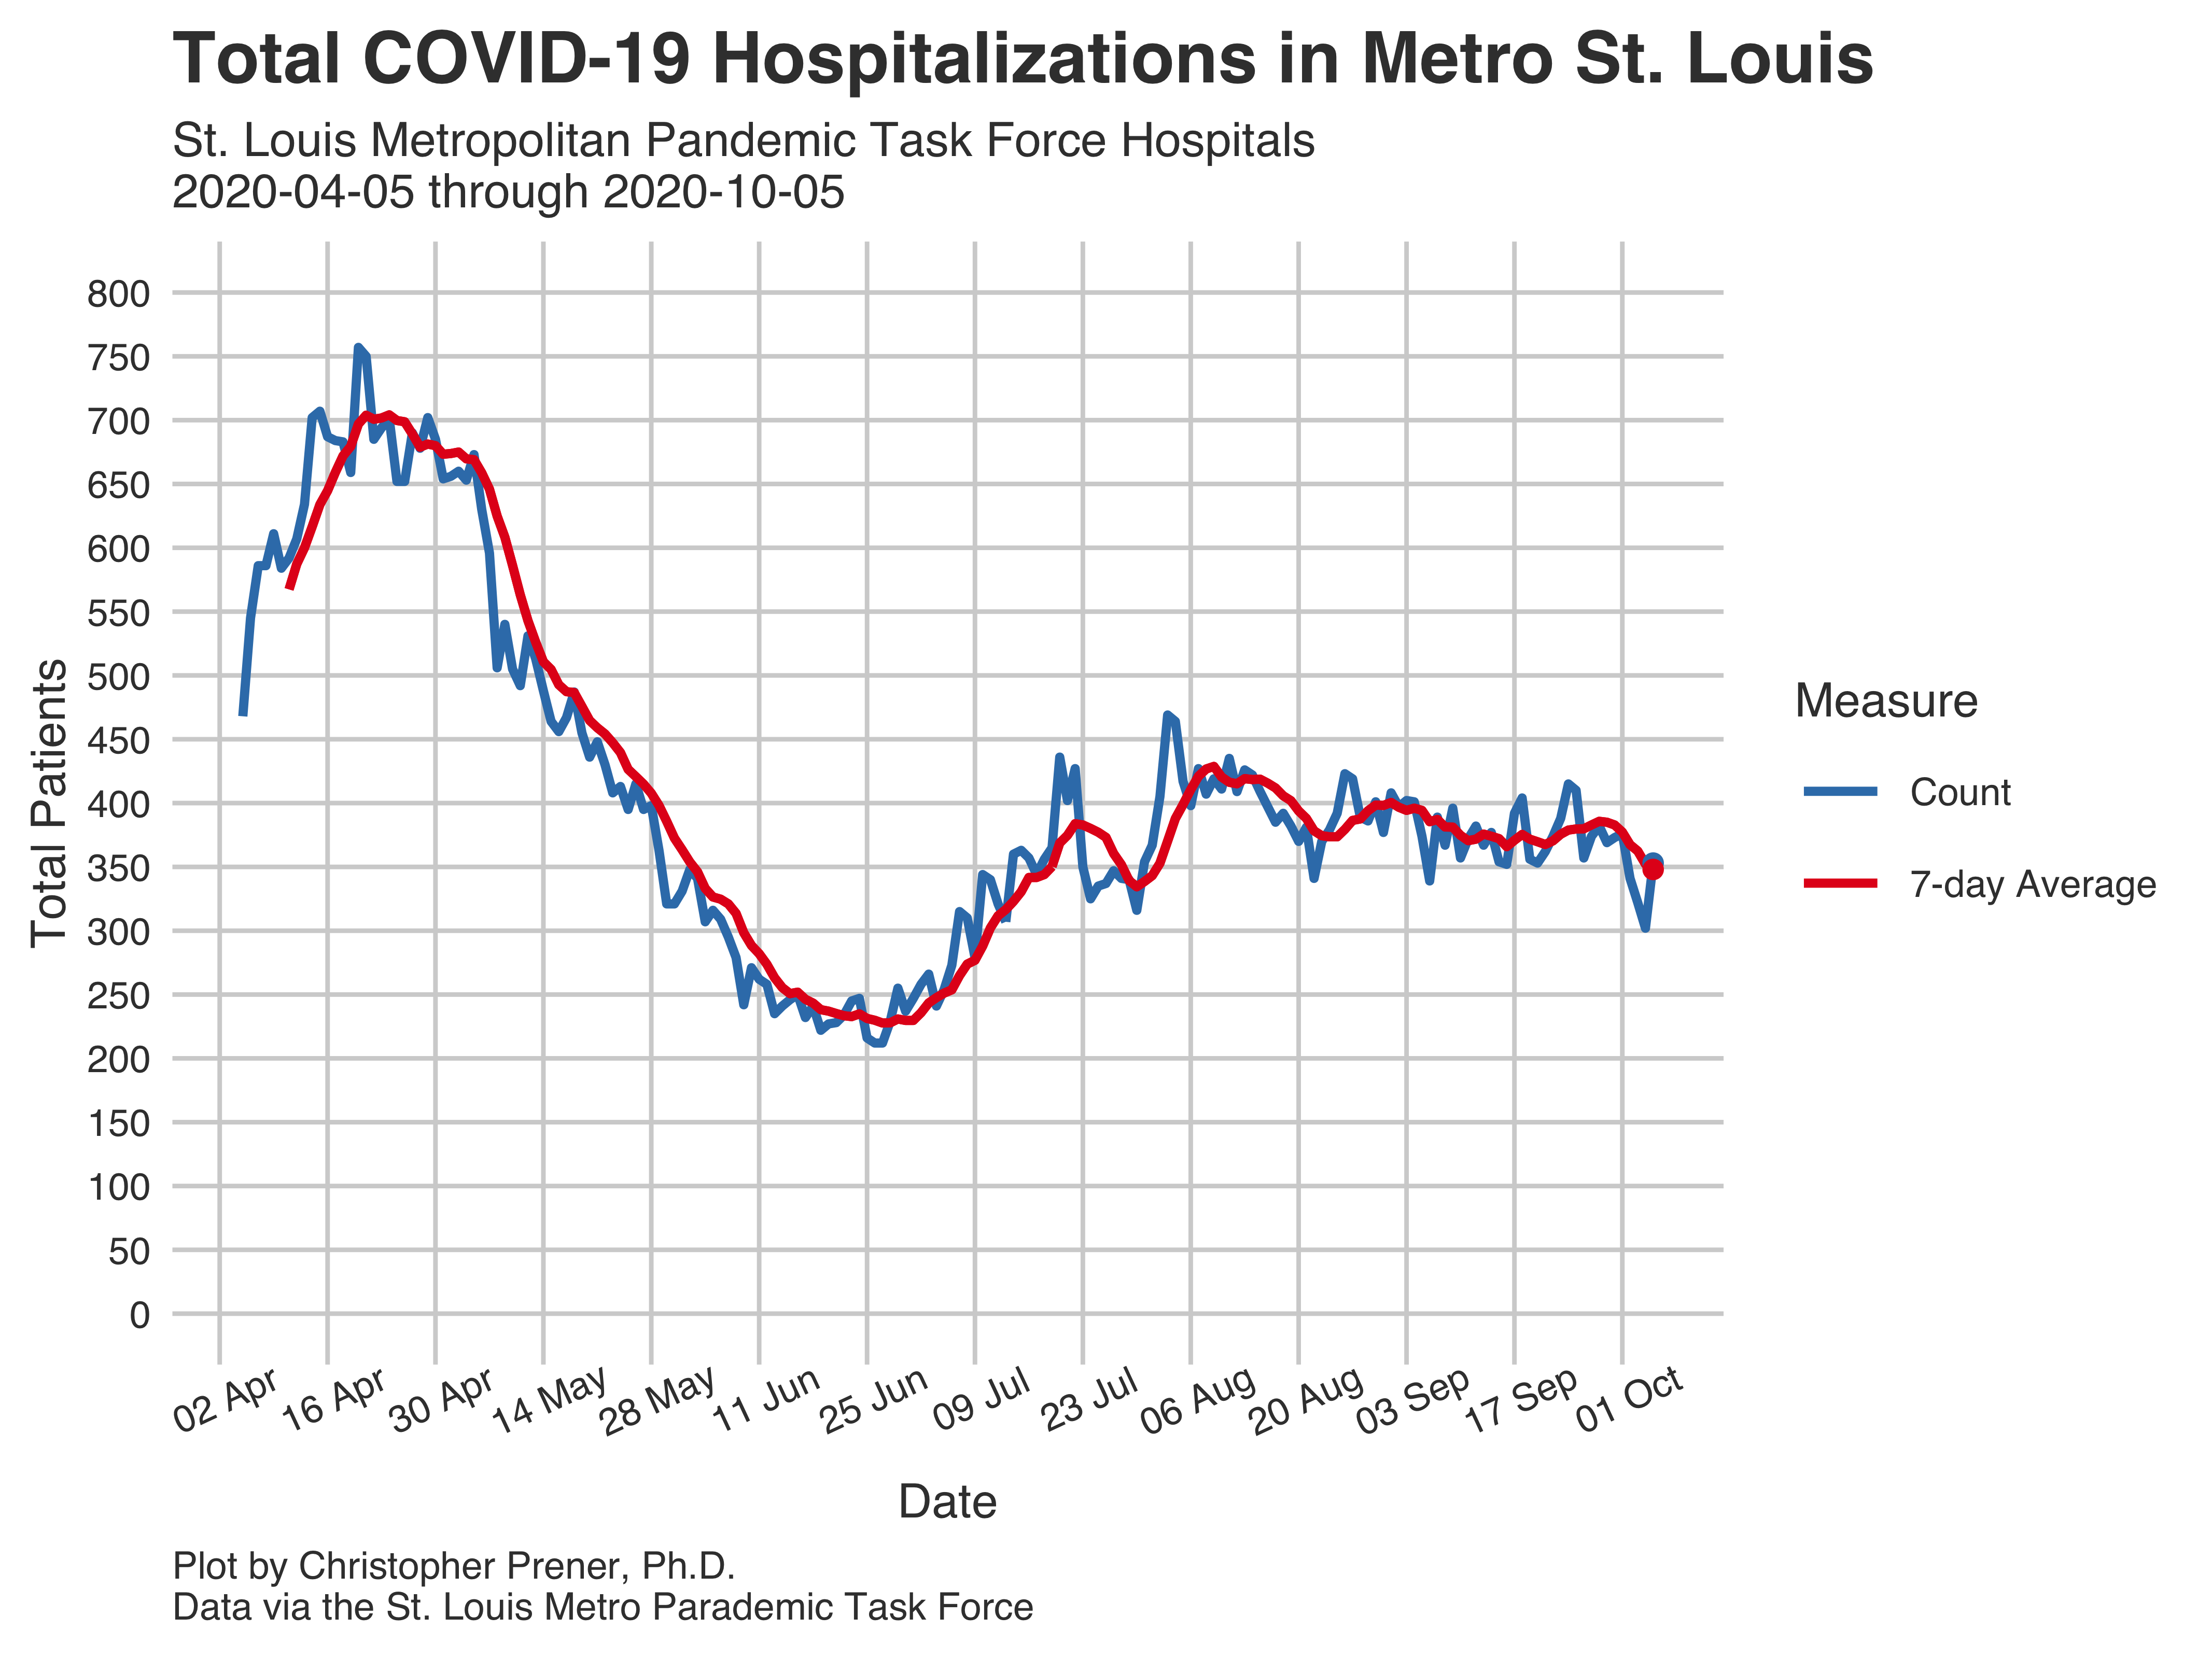 Total COVID-19 Hospitalizations in Metro St. Louis
St. Louis Metropolitan Pandemic Task Force Hospitals
2020-04-05 through 2020-10-05
800
750
700
650
600
550
500
450
400
350
300
250
200
150
100
50
0
Total Patients
02 Apr
16 Apr
30 Apr
14 May
28 May
11 Jun
25 Jun
09 Jul
23 Jul
06 Aug
20 Aug
03 Sep
17 Sep
01 Oct
Date
Measure
Count
7-day Average
Plot by Christopher Prener, Ph.D.
Data via the St. Louis Metro Parademic Task Force